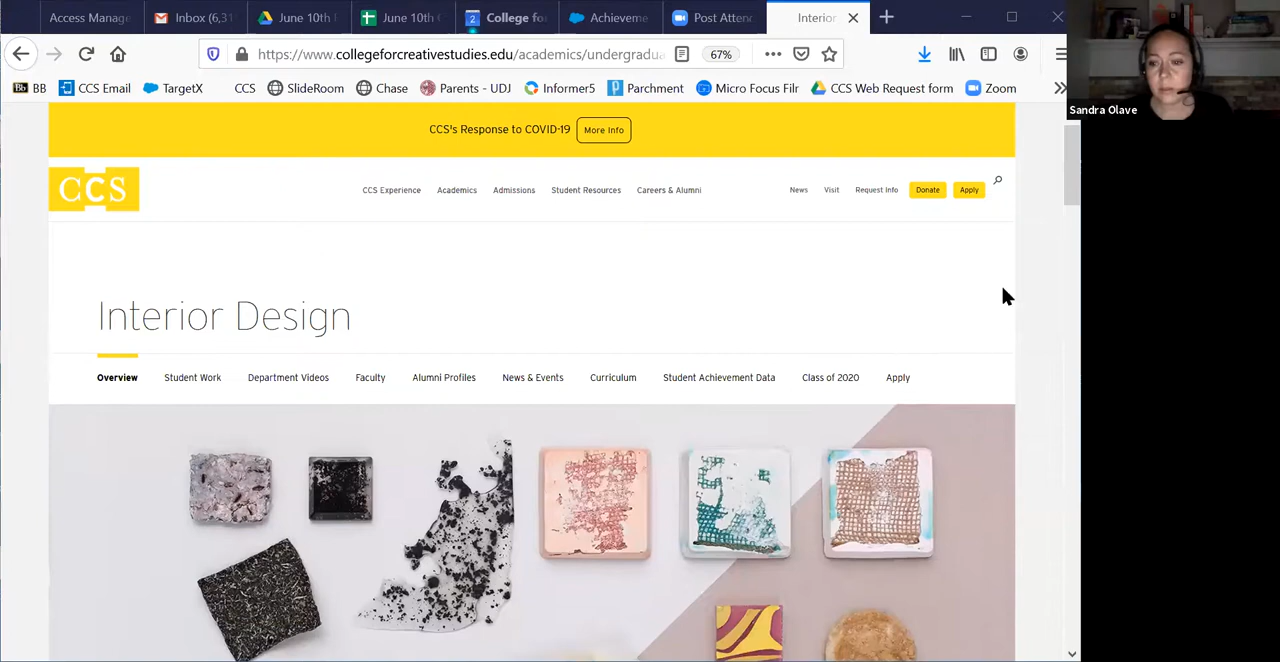 Access Manag
Inbox (6,31
June 10th F
June 10th C
College fo
Achieveme
Post Attend
Interior
https://www.collegeforcreativestudies.edu/academics/undergradua
67%
BB
CCS Email
TargetX
CCS
SlideRoom
Chase
Parents - UDJ
Informer5
Parchment
Micro Focus Filr
CCS Web Request form
Zoom
Sandra Olave
CCS's Response to COVID-19
More Info
CCS
CCS Experience
Academics
Admissions
Student Resources
Careers & Alumni
News
Visit
Request Info
Donate
Apply
Interior Design
Overview
Student Work
Department Videos
Faculty
Alumni Profiles
News & Events
Curriculum
Student Achievement Data
Class of 2020
Apply